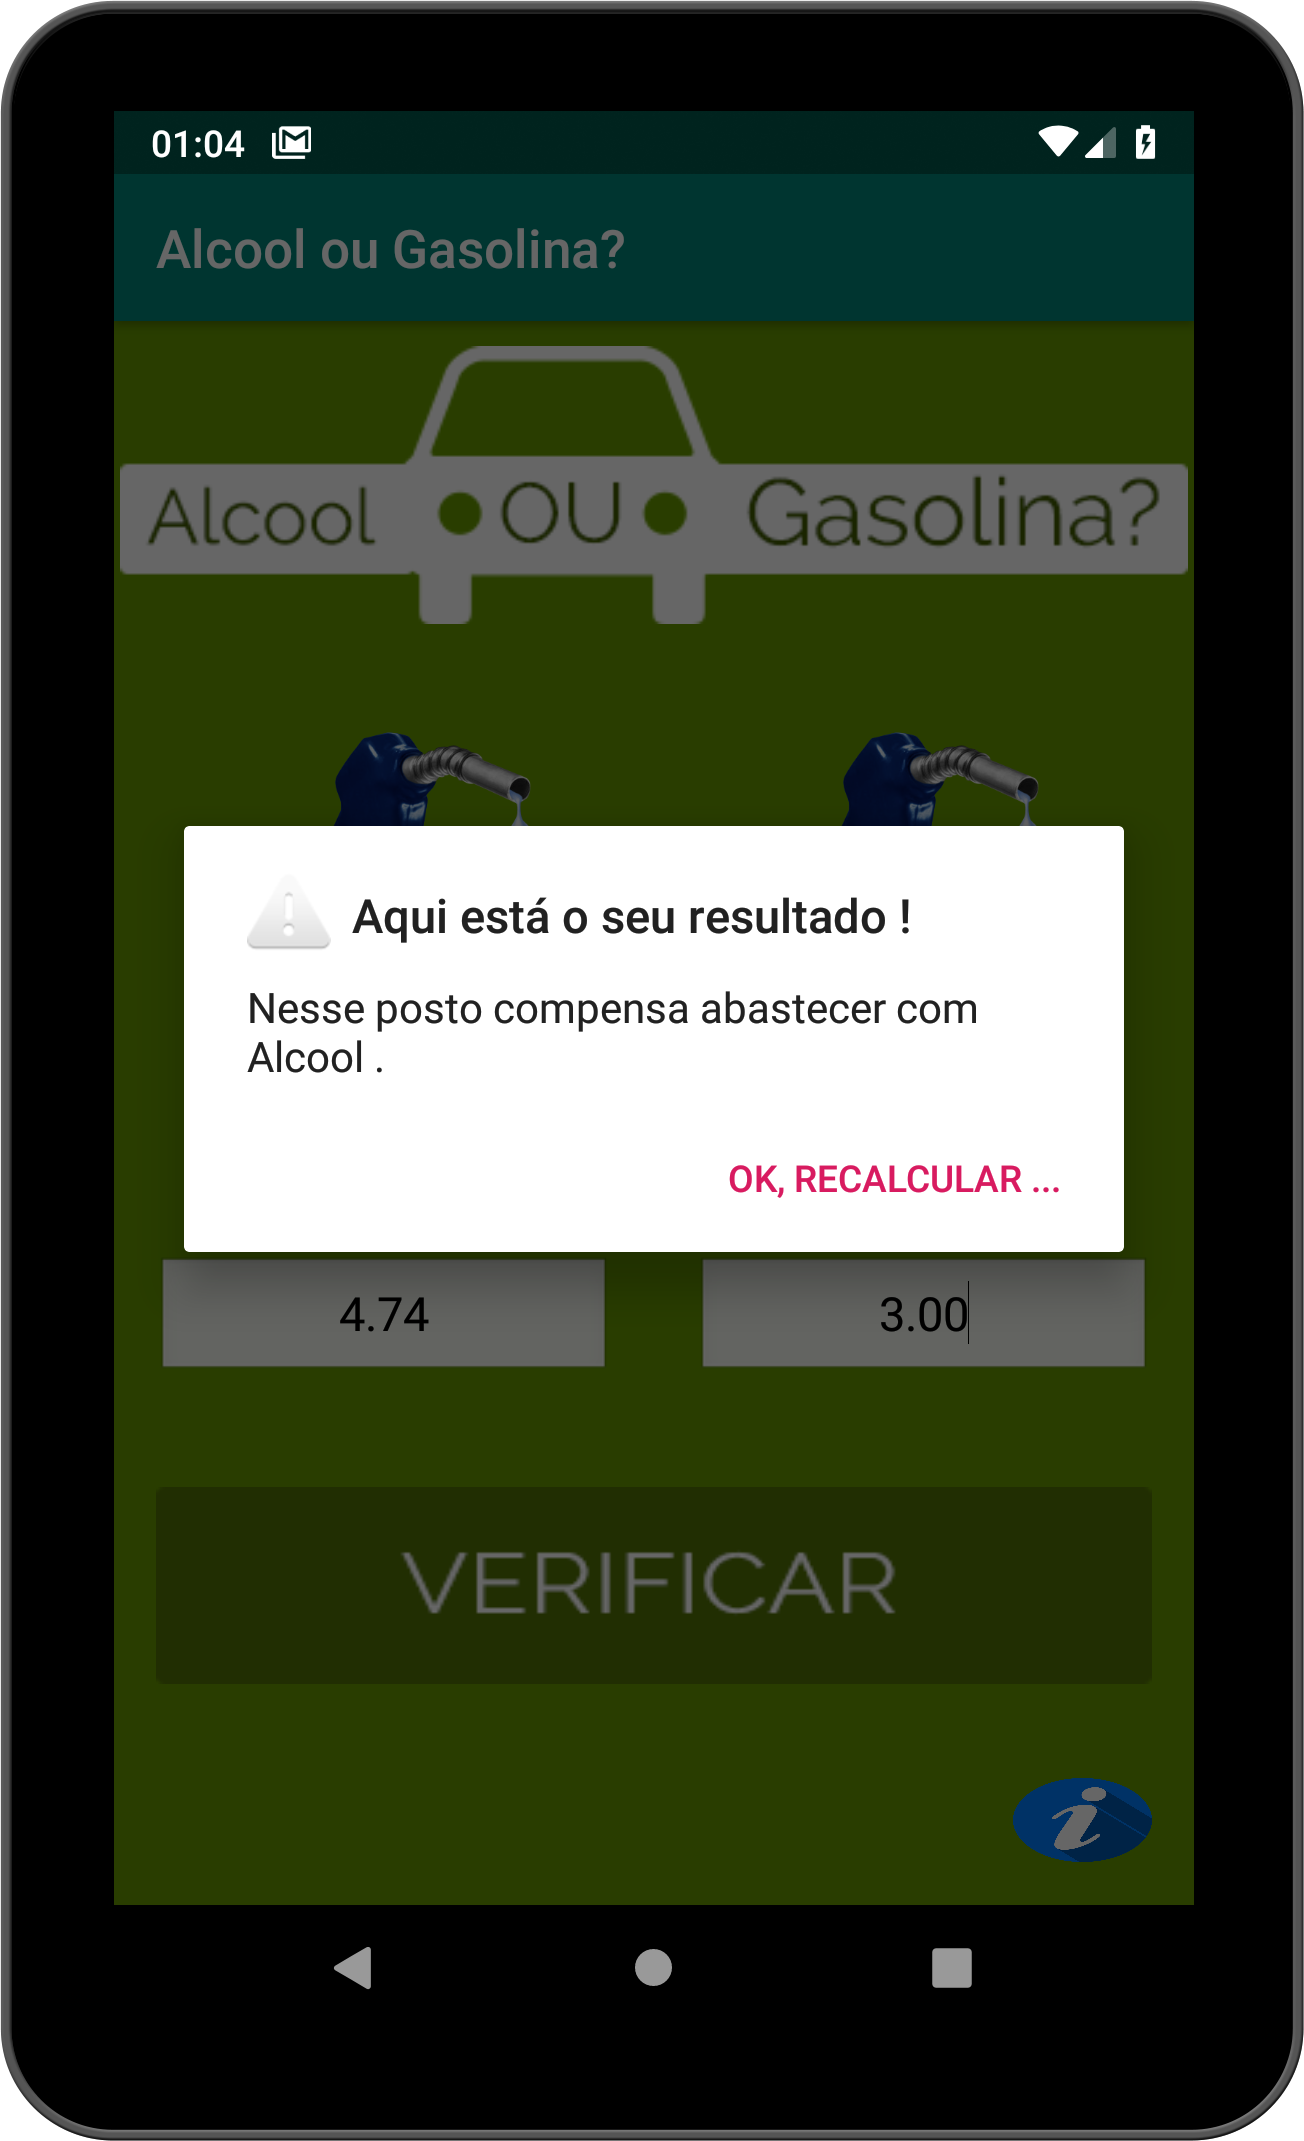 01:04
Alcool ou Gasolina?
Alcool OU Gasolina?
Aqui está o seu resultado !
Nesse posto compensa abastecer com
Alcool .
OK, RECALCULAR ...
4.74 3.00
VERIFICAR
i